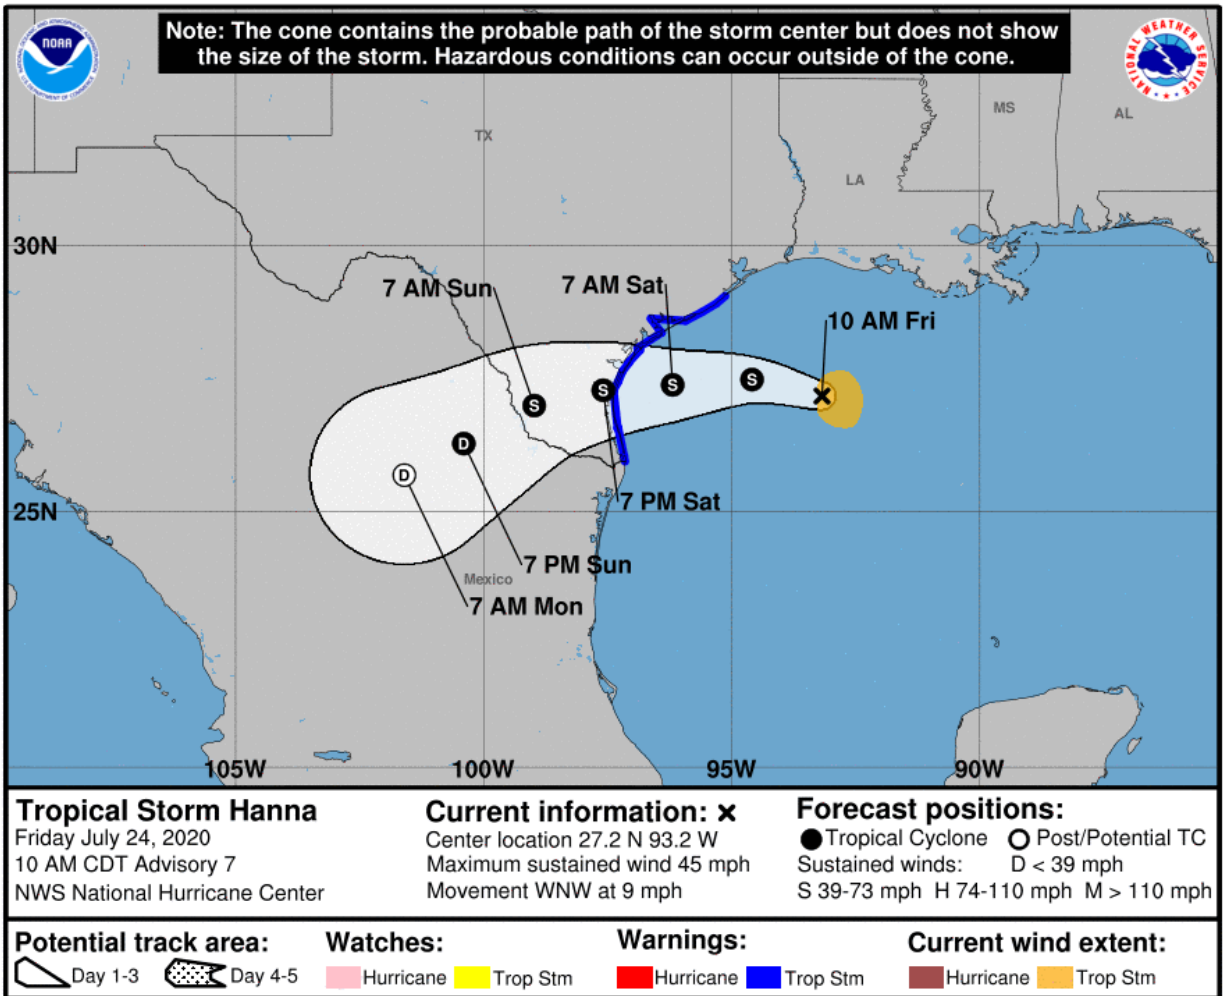 Note: The cone contains the probable path of the storm center but does not show
the size of the storm. Hazardous conditions can occur outside of the cone.
NOAA
NATIONAL WEATHER SERVICE
TX
MS
AL
LA
30N
7 AM Sun
7 AM Sat
10 AM Fri
S
S
S
S
D
D
25N
7 PM Sat
7 PM Sun
Mexico
7 AM Mon
105W
100W
95W
90W
Tropical Storm Hanna
Friday July 24, 2020
10 AM CDT Advisory 7
NWS National Hurricane Center
Current information: x
Center location 27.2 N 93.2 W
Maximum sustained wind 45 mph
Movement WNW at 9 mph
Forecast positions:
Tropical Cyclone Post/Potential TC
Sustained winds: D < 39 mph
S 39-73 mph H 74-110 mph M > 110 mph
Potential track area:
Day 1-3 Day 4-5
Watches:
Hurricane Trop Stm
Warnings:
Hurricane Trop Stm
Current wind extent:
Hurricane Trop Stm